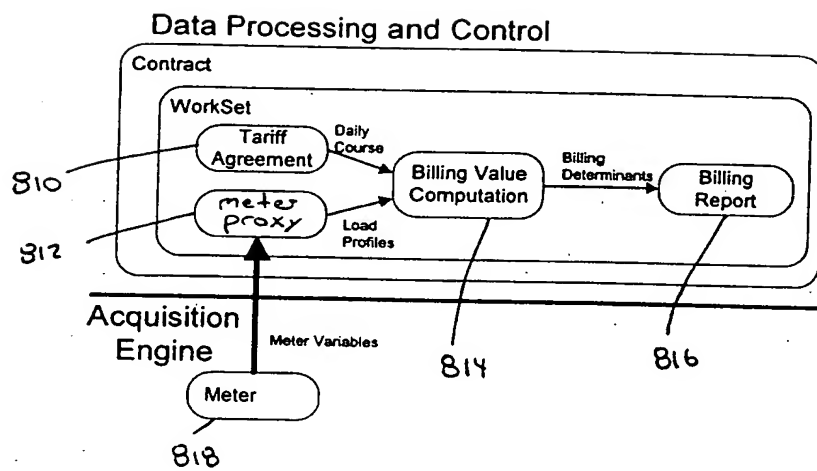 Data Processing and Control
Contract
WorkSet
Tariff
Agreement
Daily
Course
810
Billing Value
Computation
Billing
Determinants
Billing
Report
meter
proxy
812
Load
Profiles
Acquisition
Engine
Meter Variables
814
816
Meter
818